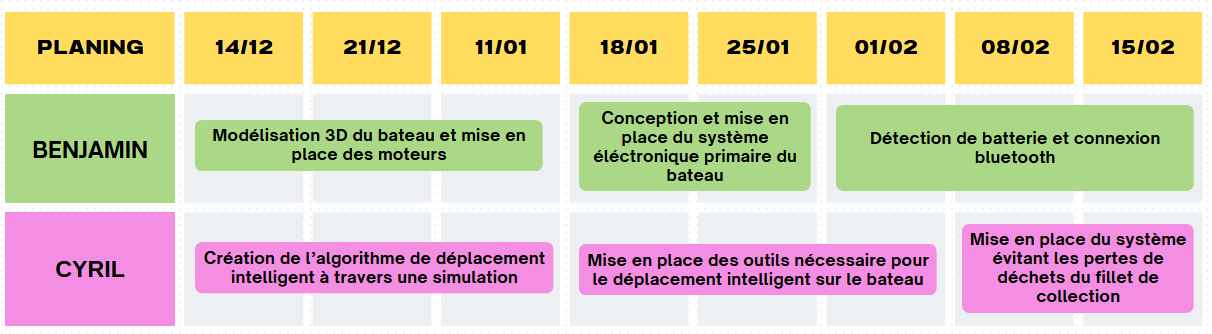 PLANING 14/12 21/12 11/01 18/01 25/01 01/02 08/02 15/02
BENJAMIN
Modélisation 3D du bateau et mise en
place des moteurs
Conception et mise en
place du système
éléctronique primaire du
bateau
Détection de batterie et connexion
bluetooth
CYRIL
Création de l'algorithme de déplacement
intelligent à travers une simulation
Mise en place des outils nécessaire pour
le déplacement intelligent sur le bateau
Mise en place du système
évitant les pertes de
déchets du fillet de
collection